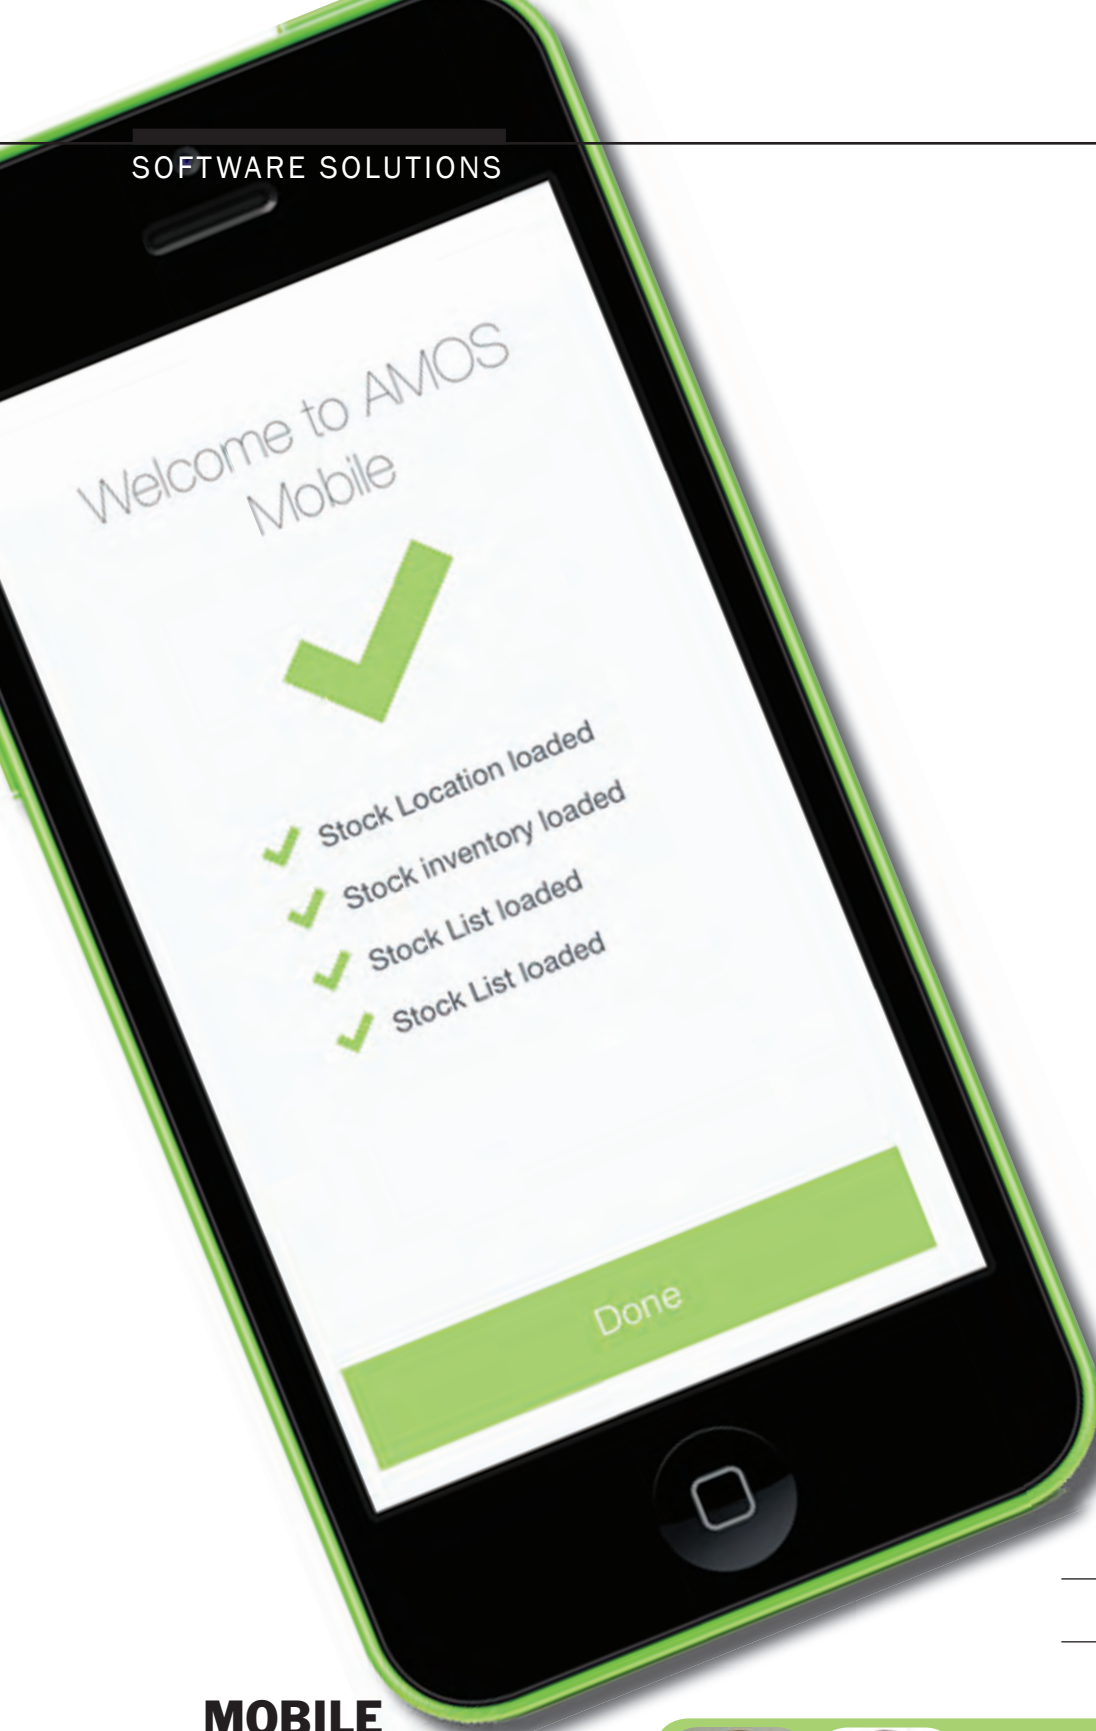 SOFTWARE SOLUTIONS
Welcome to AMOS
Mobile
Stock Location loaded
Stock inventory loaded
Stock List loaded
Stock List loaded
Done
MOBILE